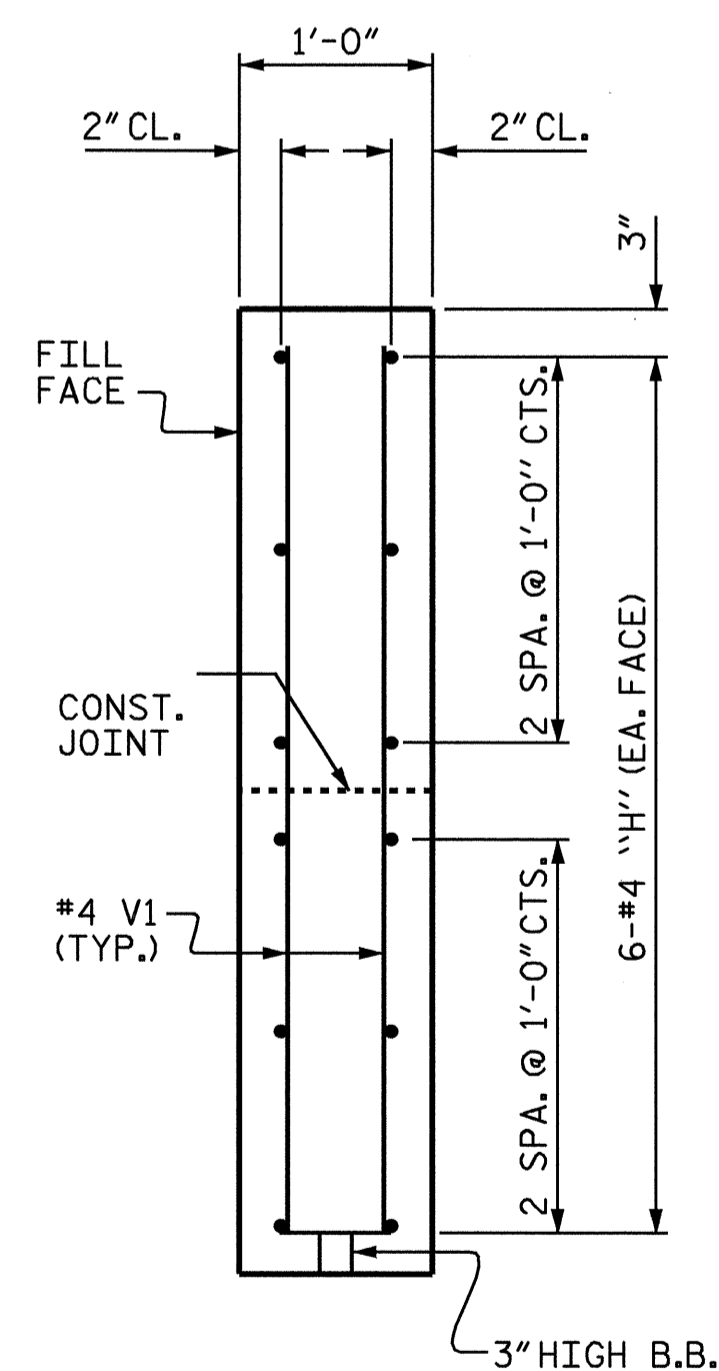 1'-0"
2" CL.
2" CL.
3"
FILL
FACE
2 SPA. @ 1'-0'' CTS.
6-#4 ‟H″ (EA. FACE)
CONST.
JOINT
#4 V1
(TYP.)
2 SPA. @ 1'-0" CTS.
3" HIGH B.B.